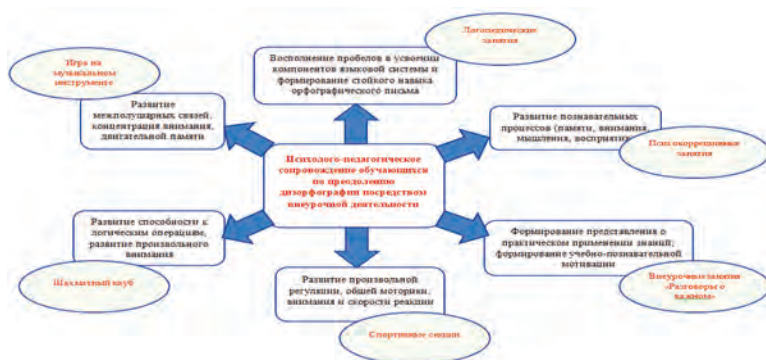 Логопедические
занятия
Восполнение пробелов в усвоении
компонентов языковой системы и
формирование стойкого навыка
орфографического письма
Игра на
музыкальном
инструменте
Развитие
межполушарных связей,
концентрация внимания,
двигательной памяти
Развитие познавательных
процессов (памяти, внимания,
мышления, восприятия
Психокоррекционные
занятия
Психолого-педагогическое
сопровождение обучающихся
по преодолению
дизорфографии посредством
внеурочной деятельности
Развитие способности к
логическим операциям,
развитие произвольного
внимания
Шахматный клуб
Формирование представления о
практическом применении знаний;
формирование учебно-познавательной
мотивации
Внеурочные занятия
«Разговоры о
важном»
Развитие произвольной
регуляции, общей моторики,
внимания и скорости реакции
Спортивные секции